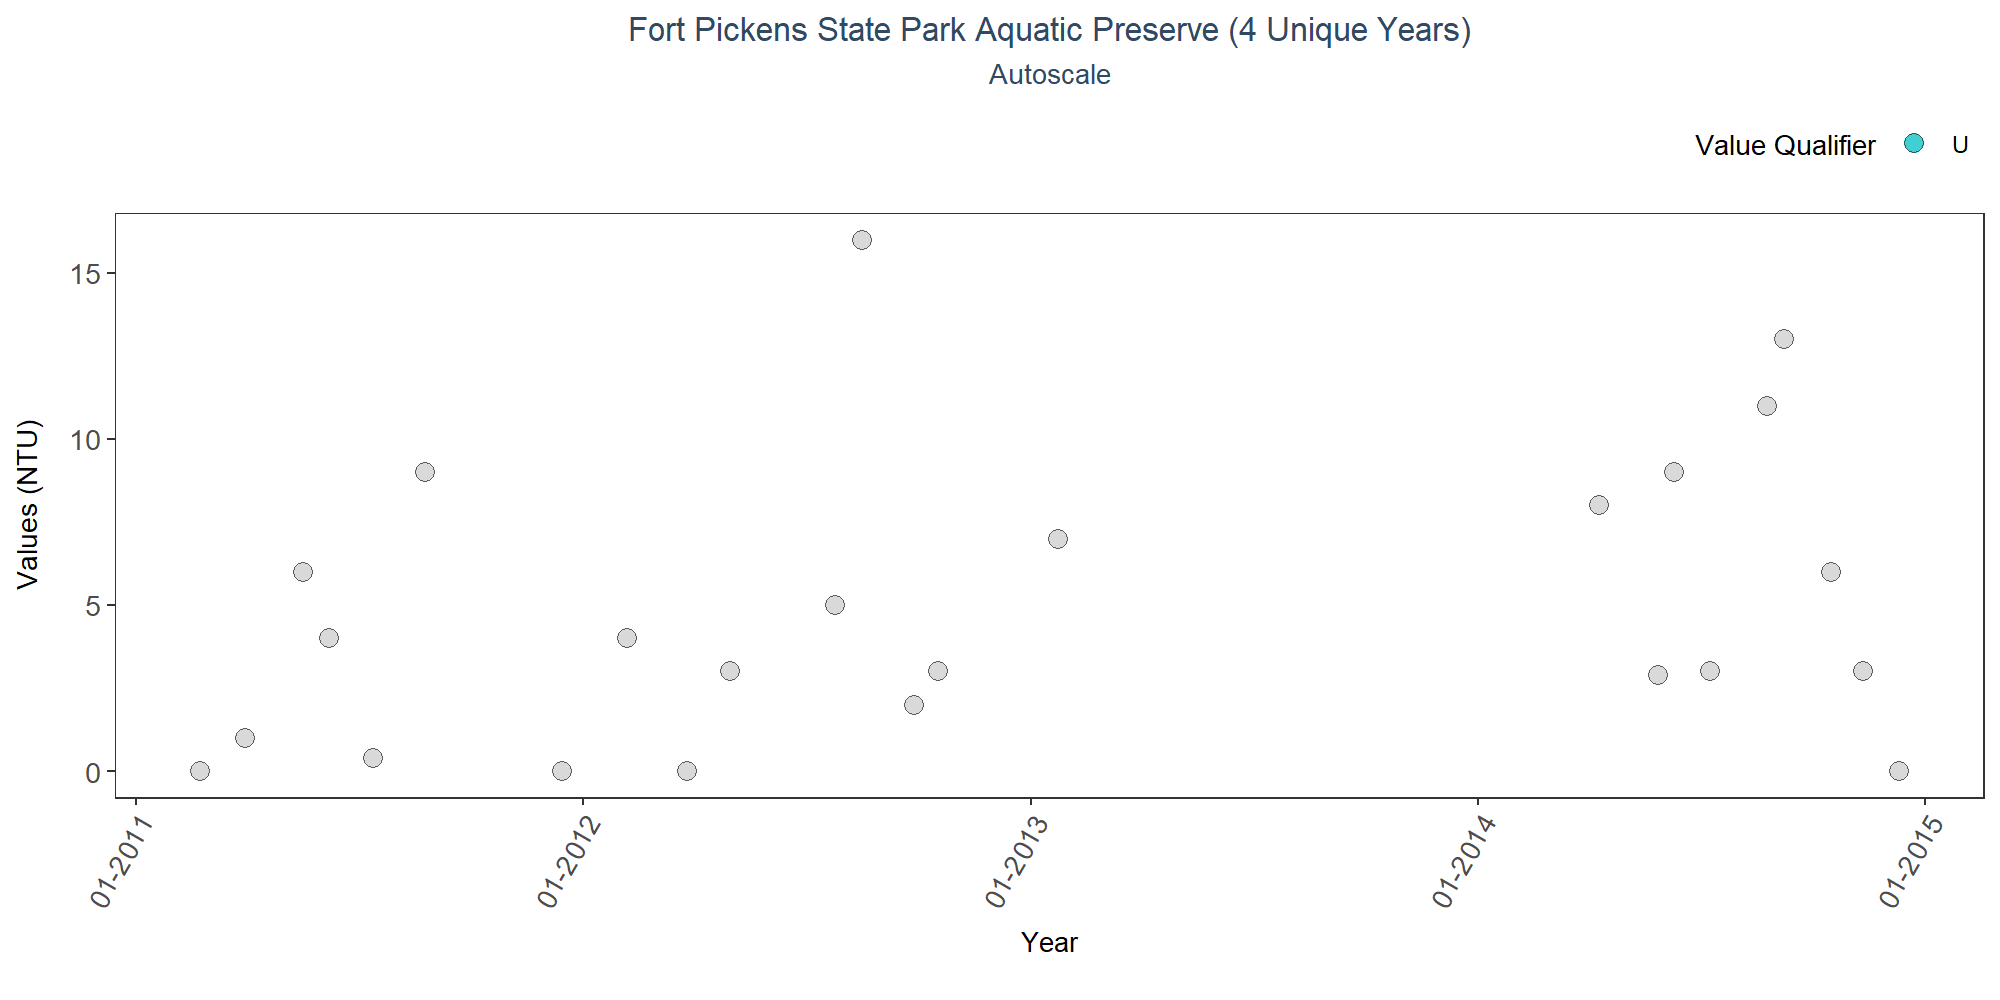 Fort Pickens State Park Aquatic Preserve (4 Unique Years)
Autoscale
Value Qualifier U
Values (NTU)
15
10
5
0
01-2011 01-2012 01-2013 01-2014 01-2015
Year